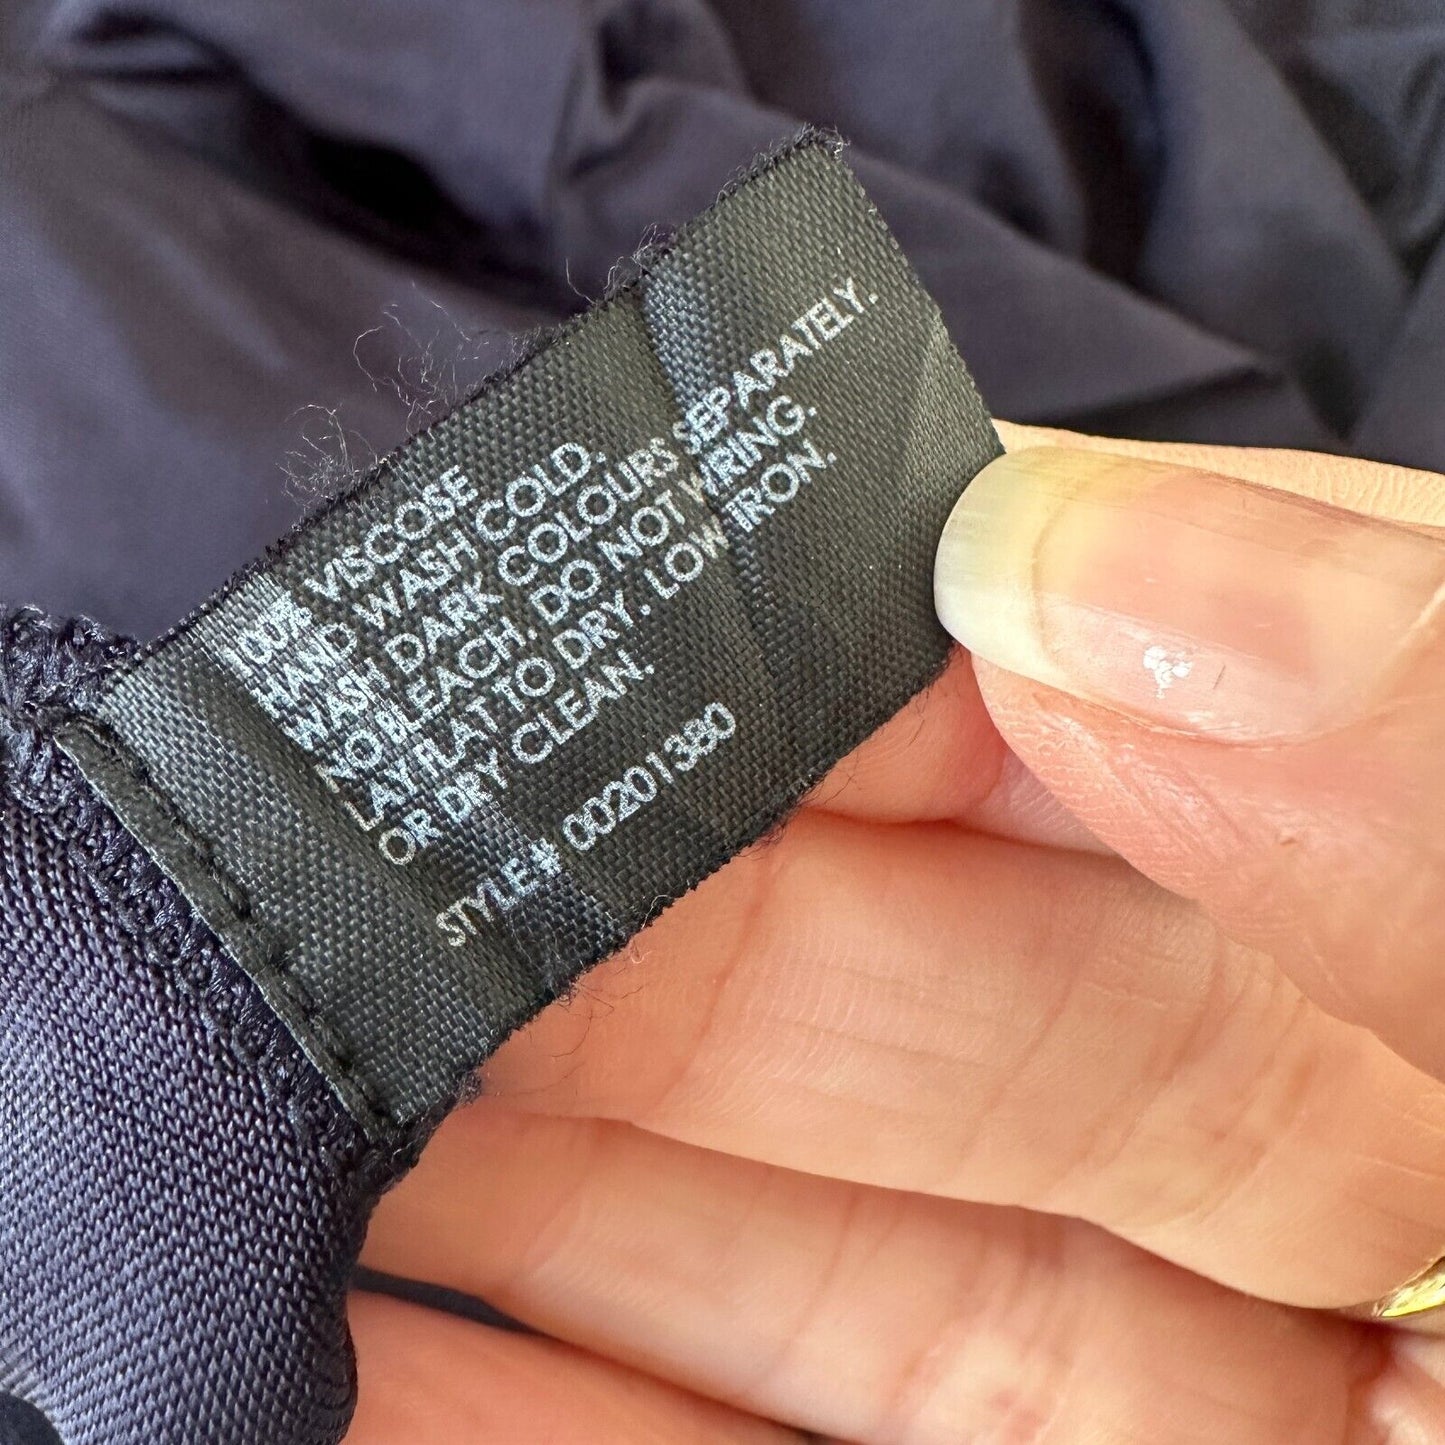 100% VISCOSE
HAND WASH COLD.
WASH DARK COLOURS SEPARATELY.
NO BLEACH. DO NOT WRING.
LAY FLAT TO DRY. LOW IRON.
OR DRY CLEAN.
STYLE# 00201380